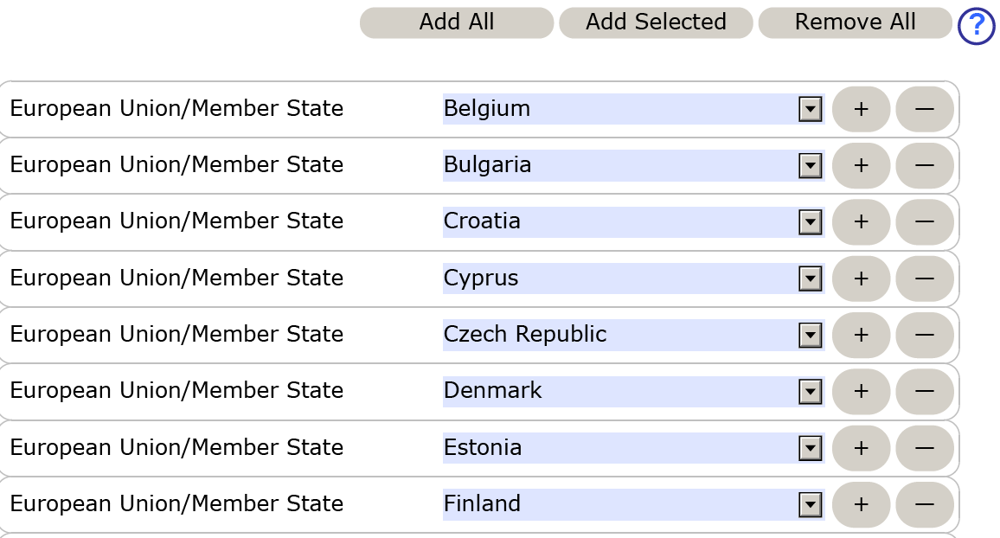 Add All Add Selected Remove All ?
European Union/Member State Belgium + —
European Union/Member State Bulgaria + —
European Union/Member State Croatia + —
European Union/Member State Cyprus + —
European Union/Member State Czech Republic + —
European Union/Member State Denmark + —
European Union/Member State Estonia + —
European Union/Member State Finland + —